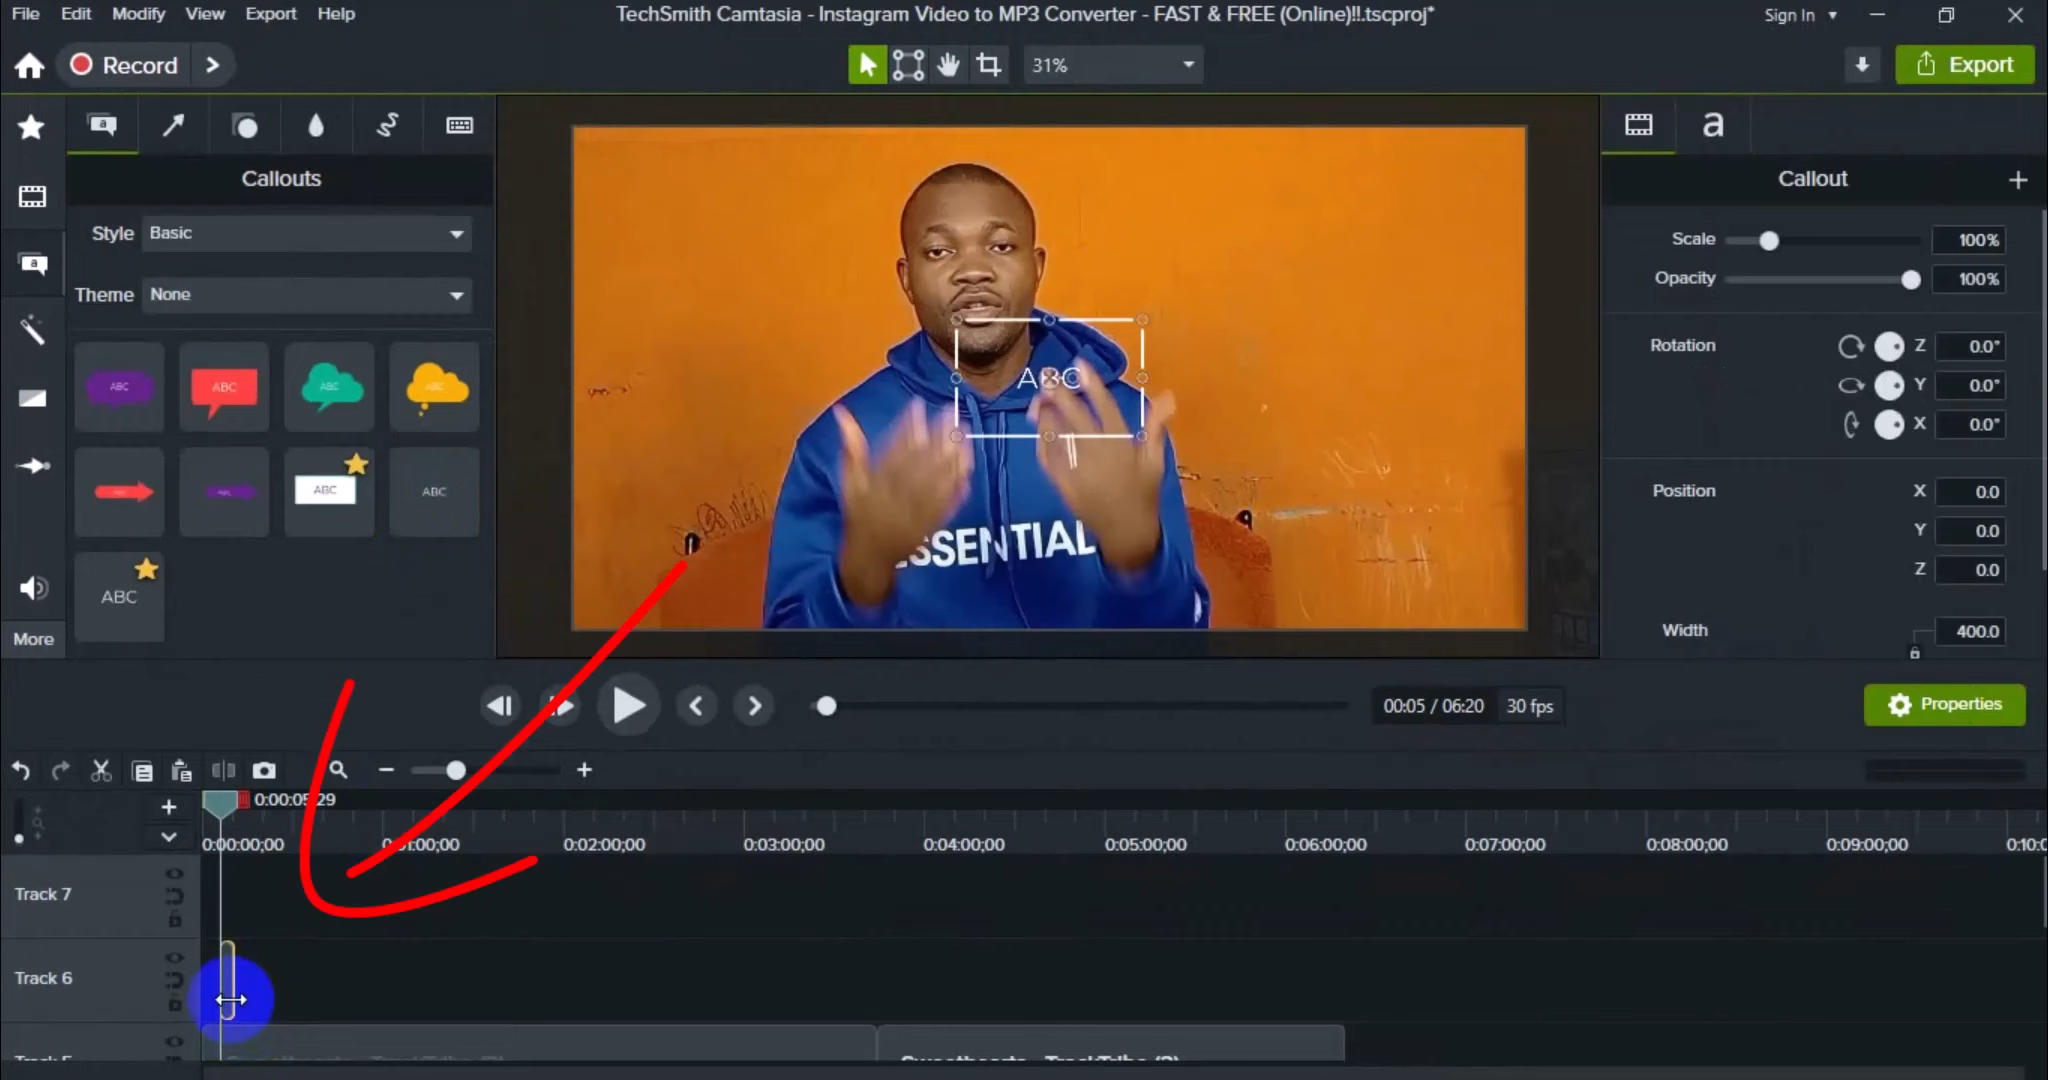 File Edit Modify View Export Help
TechSmith Camtasia - Instagram Video to MP3 Converter - FAST & FREE (Online)!!.tscproj*
Sign In
Record
31%
Export
a
a
Callouts
Callout
Style Basic
Theme None
a
ABC ABC ABC ABC
ABC ABC ABC
ABC
More
ABC
ESSENTIAL
Scale 100%
Opacity 100%
Rotation Z 0.0°
Y 0.0°
X 0.0°
Position X 0.0
Y 0.0
Z 0.0
Width 400.0
00:05 / 06:20 30 fps
Properties
0:00:05;29
0:00:00;00 0:01:00;00 0:02:00;00 0:03:00;00 0:04:00;00 0:05:00;00 0:06:00;00 0:07:00;00 0:08:00;00 0:09:00;00 0:10:0
Track 7
Track 6
Track 5
Sweethearts - TrackTribe (2)